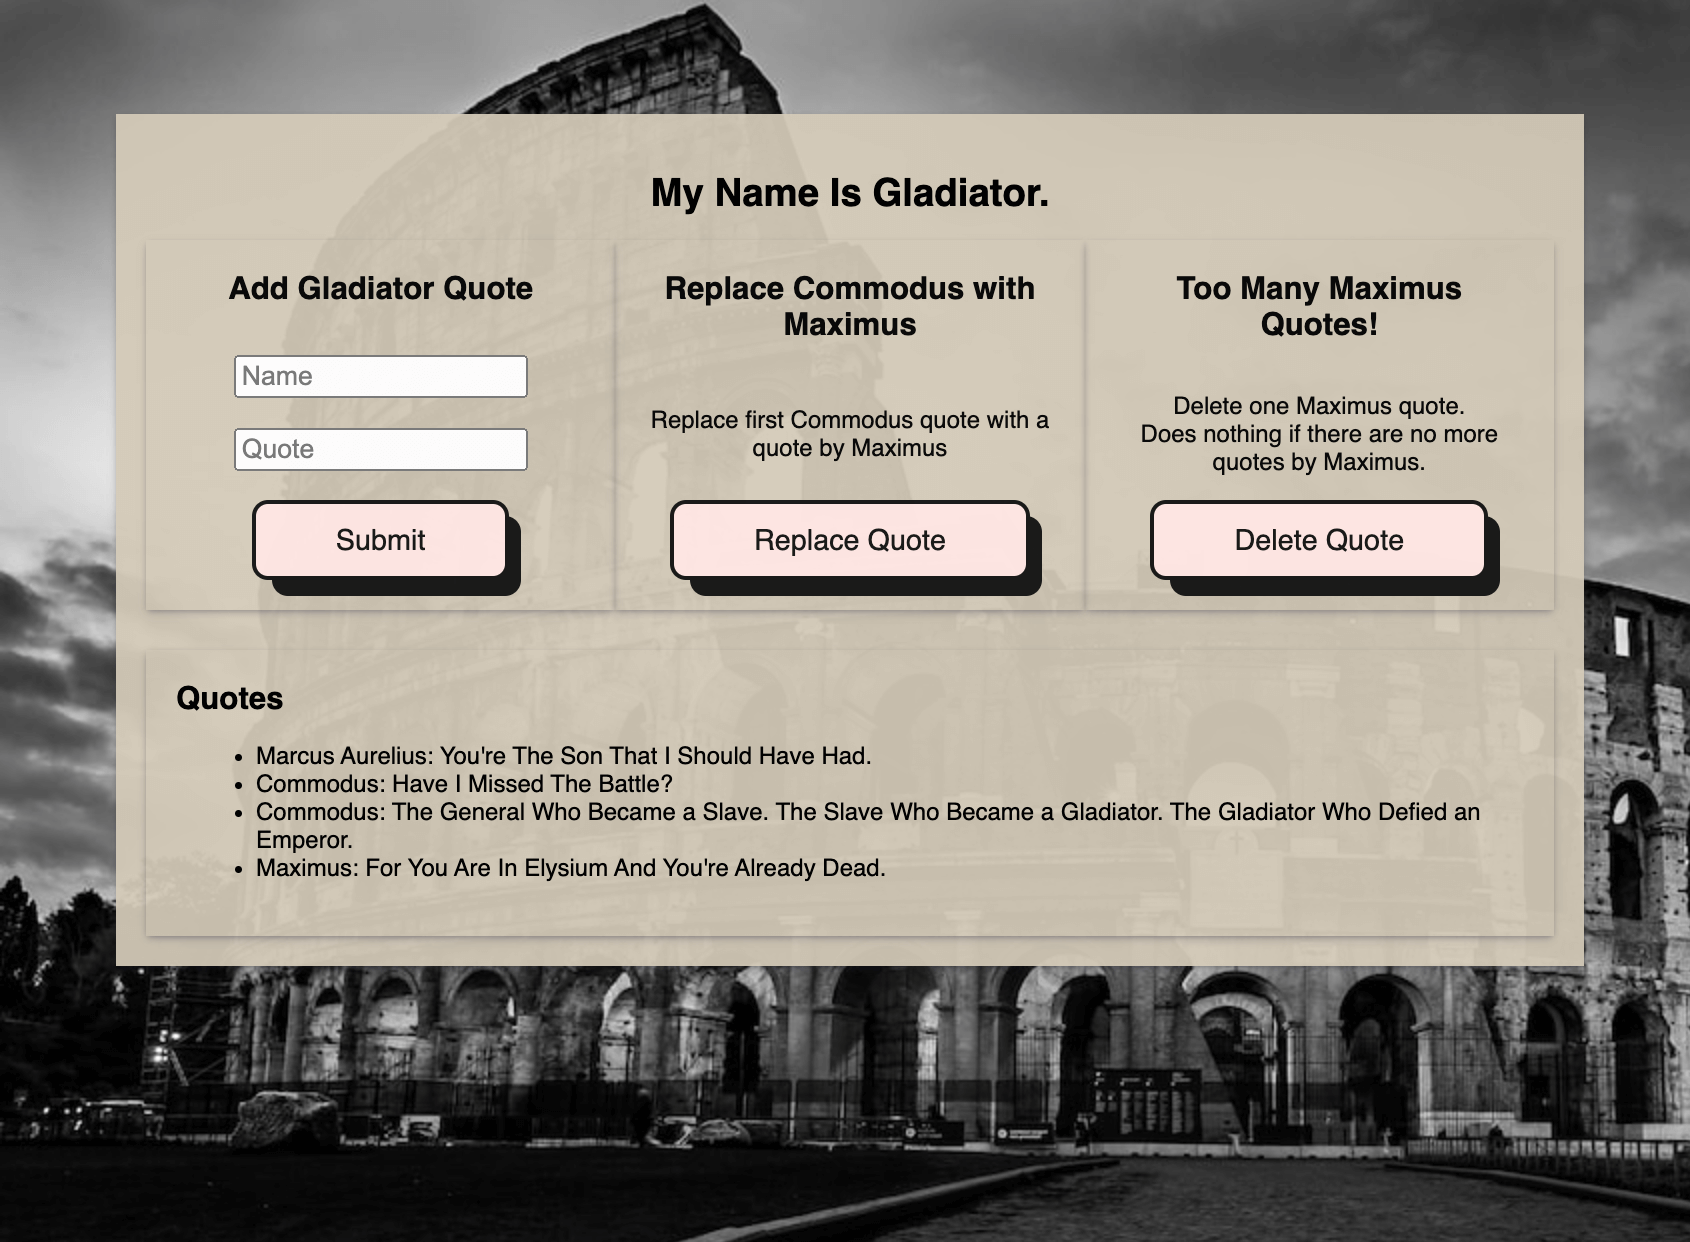 My Name Is Gladiator.
Add Gladiator Quote
Name
Quote
Submit
Replace Commodus with
Maximus
Replace first Commodus quote with a
quote by Maximus
Replace Quote
Too Many Maximus
Quotes!
Delete one Maximus quote.
Does nothing if there are no more
quotes by Maximus.
Delete Quote
Quotes
• Marcus Aurelius: You're The Son That I Should Have Had.
• Commodus: Have I Missed The Battle?
• Commodus: The General Who Became a Slave. The Slave Who Became a Gladiator. The Gladiator Who Defied an
Emperor.
• Maximus: For You Are In Elysium And You're Already Dead.